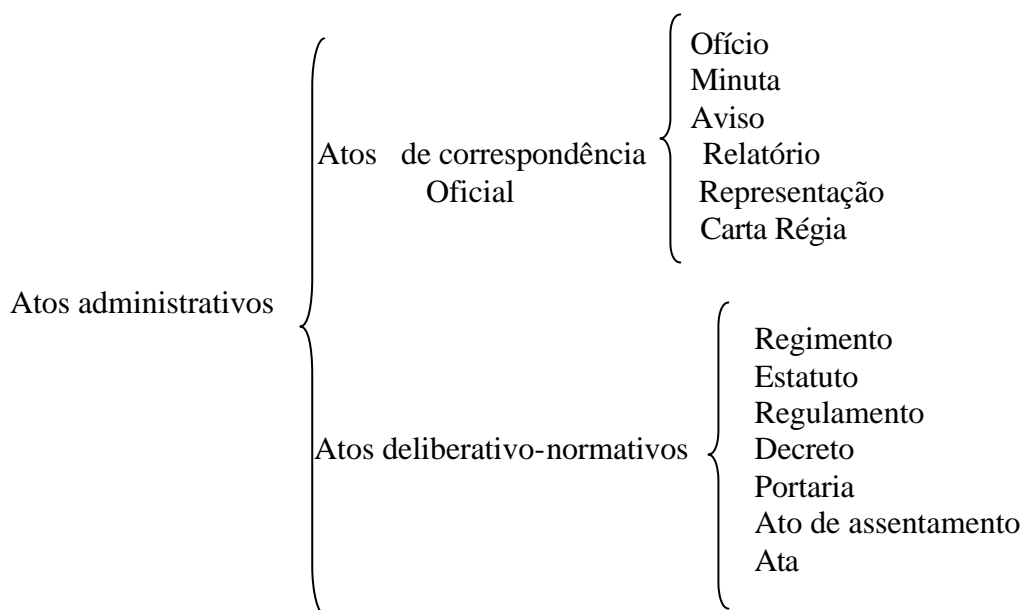 Ofício
Minuta
Aviso
Atos de correspondência
Relatório
Oficial
Representação
Carta Régia
Atos administrativos
Regimento
Estatuto
Regulamento
Atos deliberativo-normativos
Decreto
Portaria
Ato de assentamento
Ata